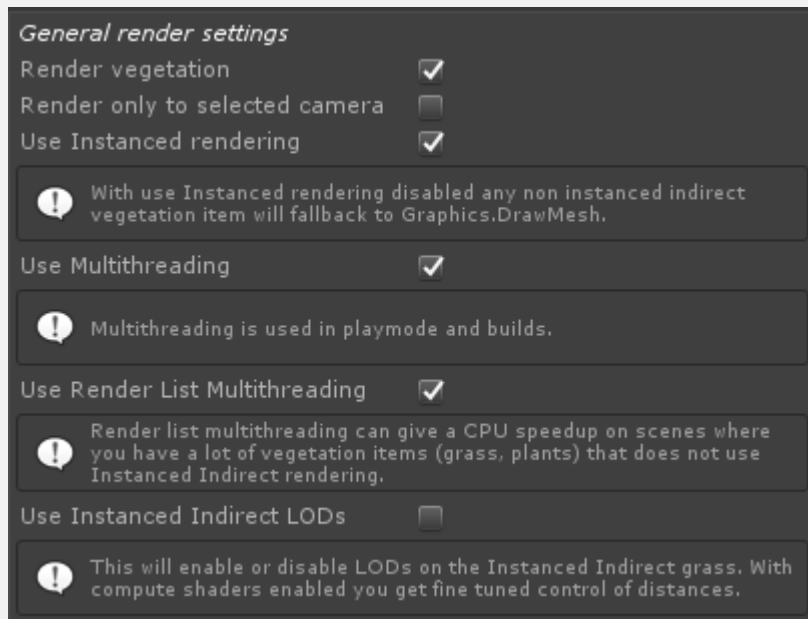 General render settings
Render vegetation
Render only to selected camera
Use Instanced rendering
With use Instanced rendering disabled any non instanced indirect
vegetation item will fallback to Graphics.DrawMesh.
Use Multithreading
Multithreading is used in playmode and builds.
Use Render List Multithreading
Render list multithreading can give a CPU speedup on scenes where
you have a lot of vegetation items (grass, plants) that does not use
Instanced Indirect rendering.
Use Instanced Indirect LODs
This will enable or disable LODs on the Instanced Indirect grass. With
compute shaders enabled you get fine tuned control of distances.